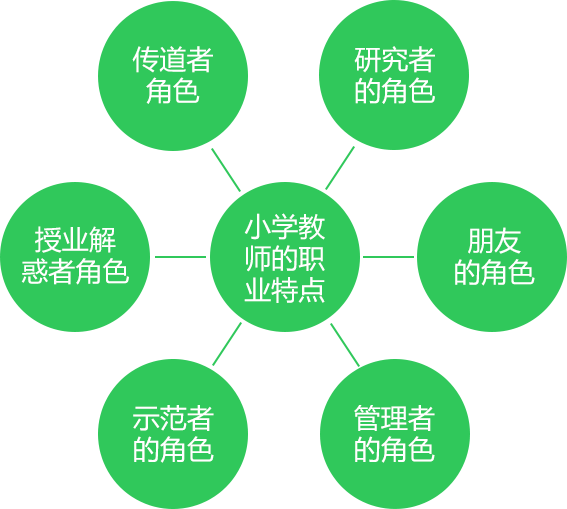 传道者
角色
研究者
的角色
授业解
惑者角色
小学教
师的职
业特点
朋友
的角色
示范者
的角色
管理者
的角色